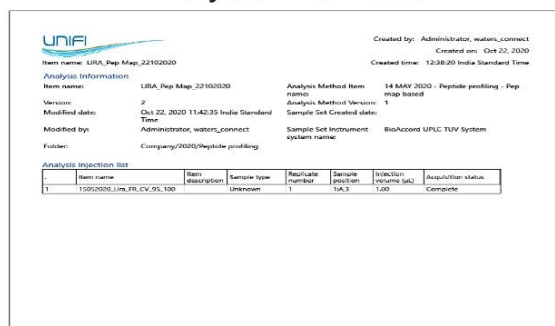 UNIFI
Created by: Administrator, waters_connect
Created on: Oct 22, 2020
Item name: LIRA_Pep Map_22102020 Created time: 12:38:20 India Standard Time
Analysis Information
Item name: LIRA_Pep Map_22102020 Analysis Method Item name: 14 MAY 2020 - Peptide profiling - Pep map based
Version: 2 Analysis Method Version: 1
Modified date: Oct 22, 2020 11:42:35 India Standard Time Sample Set Created date:
Modified by: Administrator, waters_connect Sample Set Instrument system name: BioAccord UPLC TUV System
Folder: Company/2020/Peptide profiling
Analysis injection list
. Item name Item description Sample type Replicate number Sample position Injection volume (µL) Acquisition status
1 15052020_Lira_FR_CV_95_100 Unknown 1 1:A,3 1.00 Complete